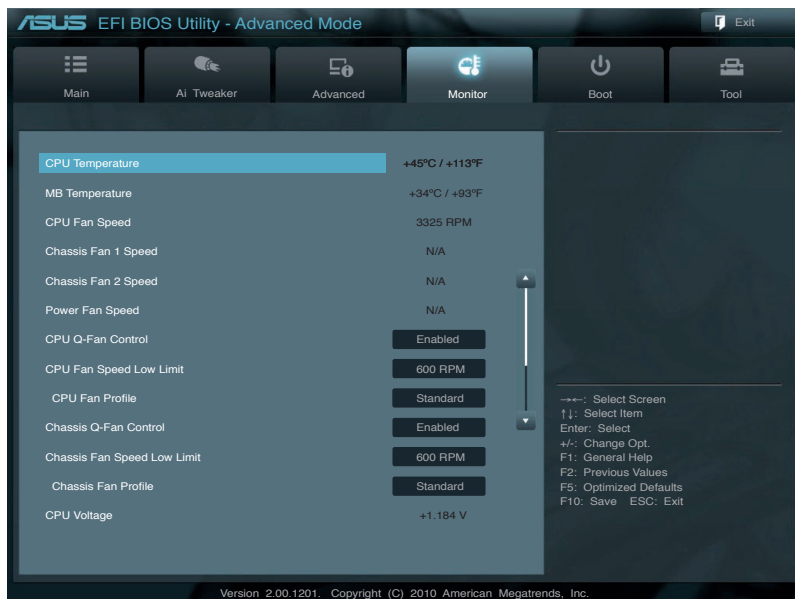 ASUS EFI BIOS Utility - Advanced Mode
Exit
Main
Ai Tweaker
Advanced
Monitor
Boot
Tool
CPU Temperature +45ºC / +113ºF
MB Temperature +34ºC / +93ºF
CPU Fan Speed 3325 RPM
Chassis Fan 1 Speed N/A
Chassis Fan 2 Speed N/A
Power Fan Speed N/A
CPU Q-Fan Control Enabled
CPU Fan Speed Low Limit 600 RPM
CPU Fan Profile Standard
Chassis Q-Fan Control Enabled
Chassis Fan Speed Low Limit 600 RPM
Chassis Fan Profile Standard
CPU Voltage +1.184 V
→←: Select Screen
↑↓: Select Item
Enter: Select
+/-: Change Opt.
F1: General Help
F2: Previous Values
F5: Optimized Defaults
F10: Save ESC: Exit
Version 2.00.1201. Copyright (C) 2010 American Megatrends, Inc.